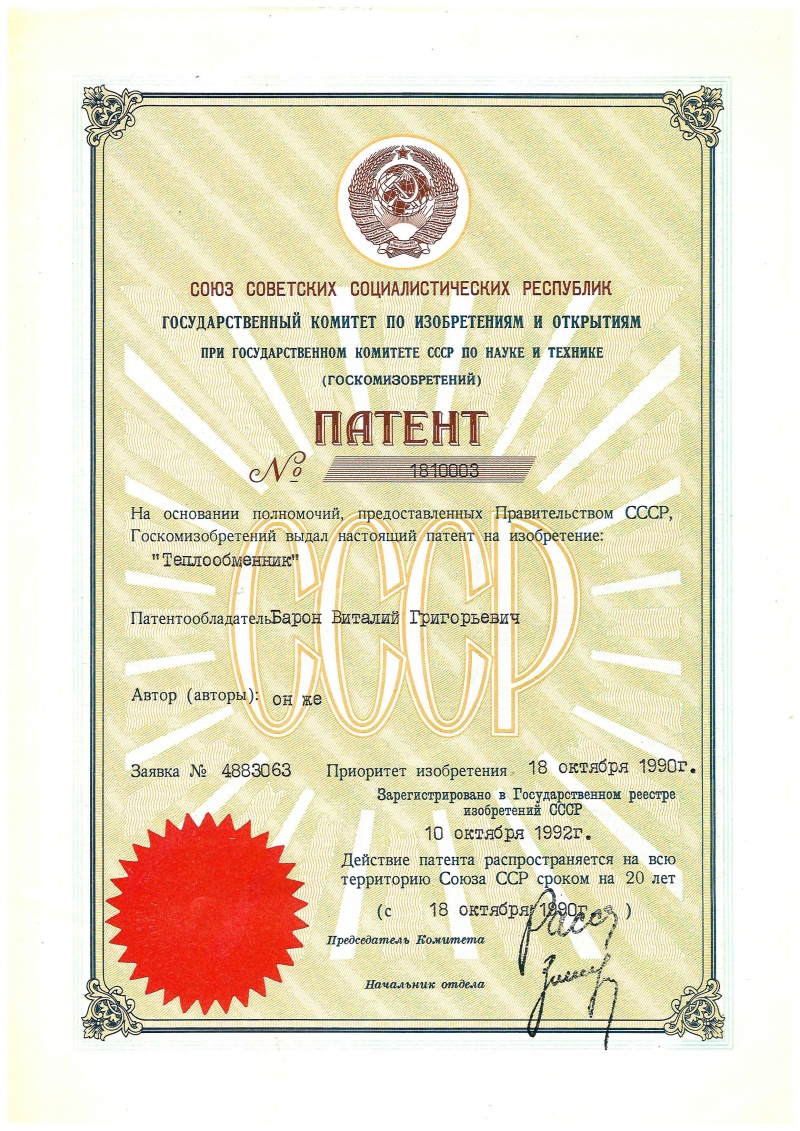 СОЮЗ СОВЕТСКИХ СОЦИАЛИСТИЧЕСКИХ РЕСПУБЛИК
ГОСУДАРСТВЕННЫЙ КОМИТЕТ ПО ИЗОБРЕТЕНИЯМ И ОТКРЫТИЯМ
ПРИ ГОСУДАРСТВЕННОМ КОМИТЕТЕ СССР ПО НАУКЕ И ТЕХНИКЕ
(ГОСКОМИЗОБРЕТЕНИЙ)
ПАТЕНТ
№ 1810003
На основании полномочий, предоставленных Правительством СССР,
Госкомизобретений выдал настоящий патент на изобретение:
"Теплообменник"
СССР
Патентообладатель Барон Виталий Григорьевич
Автор (авторы): он же
Заявка № 4883063 Приоритет изобретения 18 октября 1990г.
Зарегистрировано в Государственном реестре
изобретений СССР
10 октября 1992г.
Действие патента распространяется на всю
территорию Союза ССР сроком на 20 лет
(с 18 октября 1990г. )
Председатель Комитета
Начальник отдела